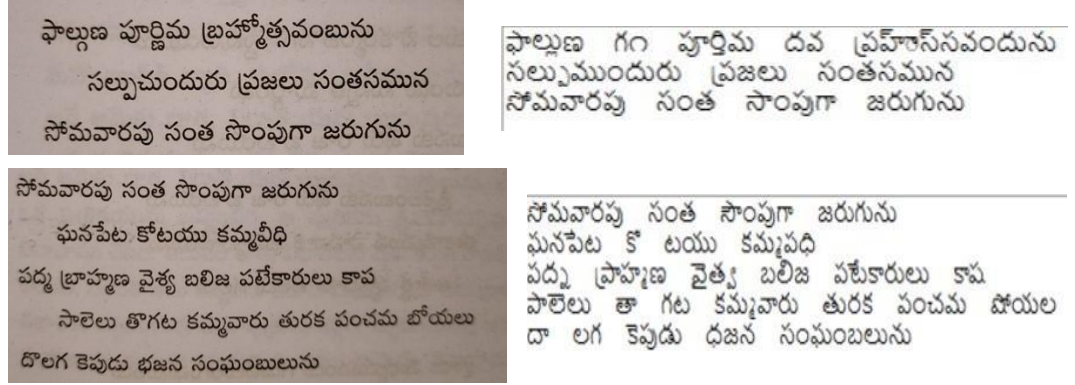 ఫాల్గుణ పూర్ణిమ బ్రహ్మోత్సవంబును
సల్పుచుందురు ప్రజలు సంతసమున
సోమవారపు సంత సొంపుగా జరుగును
ఫాల్లుణ గ౧ పూర్తిమ దవ ప్రహాస్ససవందును
సల్పుముందురు ప్రజలు సంతసమున
సోమవారపు సంత సాంపుగా జరుగును
సోమవారపు సంత సొంపుగా జరుగును
ఘనపేట కోటయు కమ్మవీధి
పద్మ బ్రాహ్మణ వైశ్య బలిజ పటేకారులు కాప
సాలెలు తొగట కమ్మవారు తురక పంచమ బోయలు
దొలగ కెపుడు భజన సంఘంబులును
సోమవారపు సంత సొంపుగా జరుగును
ఘనపేట కొ టయు కమ్మపధి
పద్న ప్రాహ్మణ వైత్వ బలిజ పటేకారులు కాష
పాలెలు తా గట కమ్మవారు తురక పంచమ షోయల
దా లగ కెపుడు ధజన సంఘంబలును